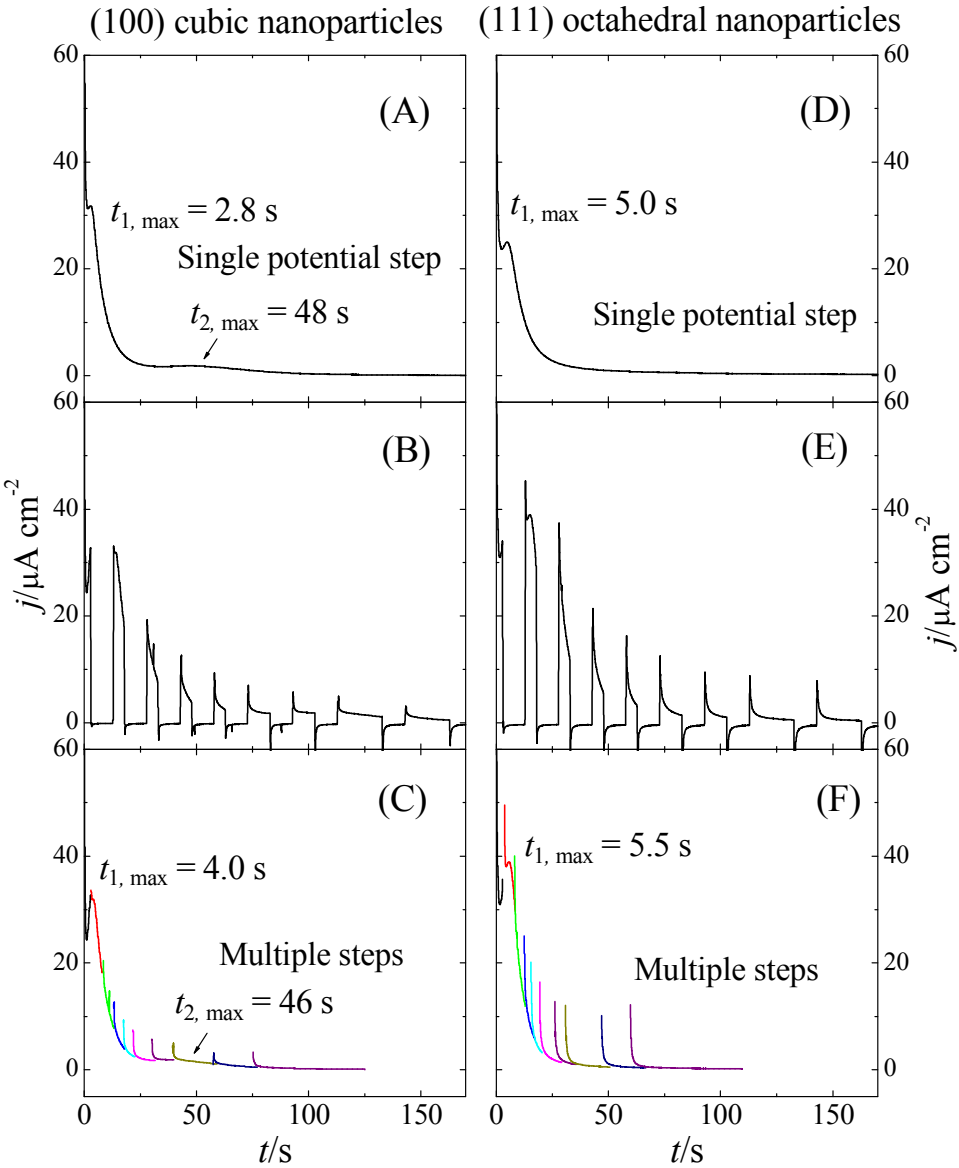 (100) cubic nanoparticles
(111) octahedral nanoparticles
60
40
20
0
(A)
t1, max = 2.8 s
Single potential step
t2, max = 48 s
(D)
t1, max = 5.0 s
Single potential step
60
40
20
0
60
40
20
0
j/μA cm-2
(B)
(E)
60
40
20
0
j/μA cm-2
60
40
20
0
(C)
t1, max = 4.0 s
Multiple steps
t2, max = 46 s
(F)
t1, max = 5.5 s
Multiple steps
60
40
20
0
0 50 100 150
0 50 100 150
t/s
t/s